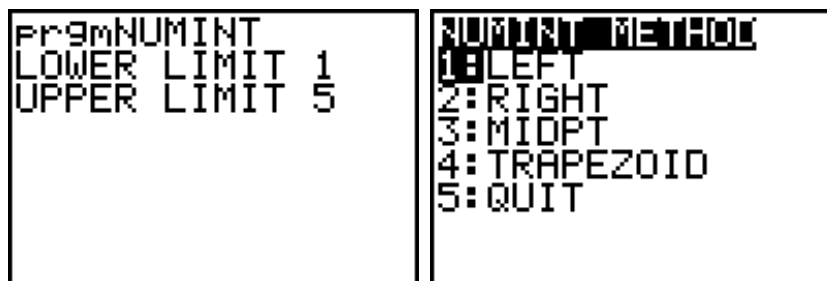 prgmNUMINT
LOWER LIMIT 1
UPPER LIMIT 5
NUMINT METHOD
1:LEFT
2:RIGHT
3:MIDPT
4:TRAPEZOID
5:QUIT